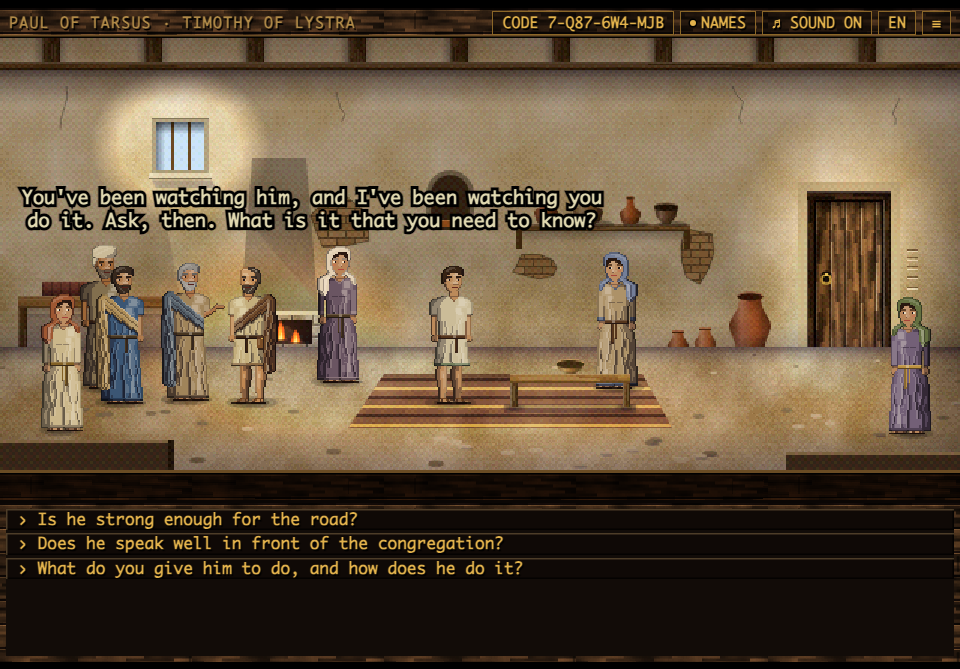 PAUL OF TARSUS · TIMOTHY OF LYSTRA
CODE 7-Q87-6W4-MJB
● NAMES
♬ SOUND ON
EN
≡
You've been watching him, and I've been watching you
do it. Ask, then. What is it that you need to know?
› Is he strong enough for the road?
› Does he speak well in front of the congregation?
› What do you give him to do, and how does he do it?